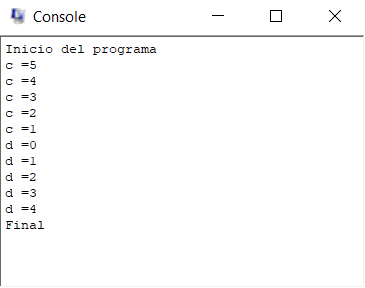 Console
Inicio del programa
c =5
c =4
c =3
c =2
c =1
d =0
d =1
d =2
d =3
d =4
Final